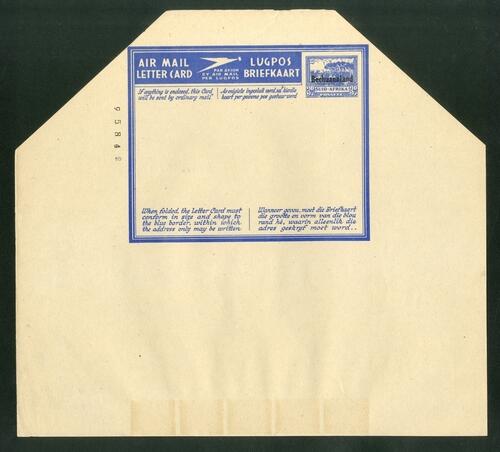 AIR MAIL
LETTER CARD
PAR AVION
BY AIR MAIL
PER LUGPOS
LUGPOS
BRIEFKAART
Bechuanaland
SUID-AFRIKA
POSSEËL
If anything is enclosed, this Card
will be sent by ordinary mail.
As enigiets ingesluit word, sal hierdie
kaart per gewone pos gestuur word
95848
When folded, the Letter Card must
conform in size and shape to
the blue border, within which
the address only may be written
Wanneer gevou, moet die Briefkaart
die grootte en vorm van die blou
rand hê, waarin alleenlik die
adres geskryf moet word..